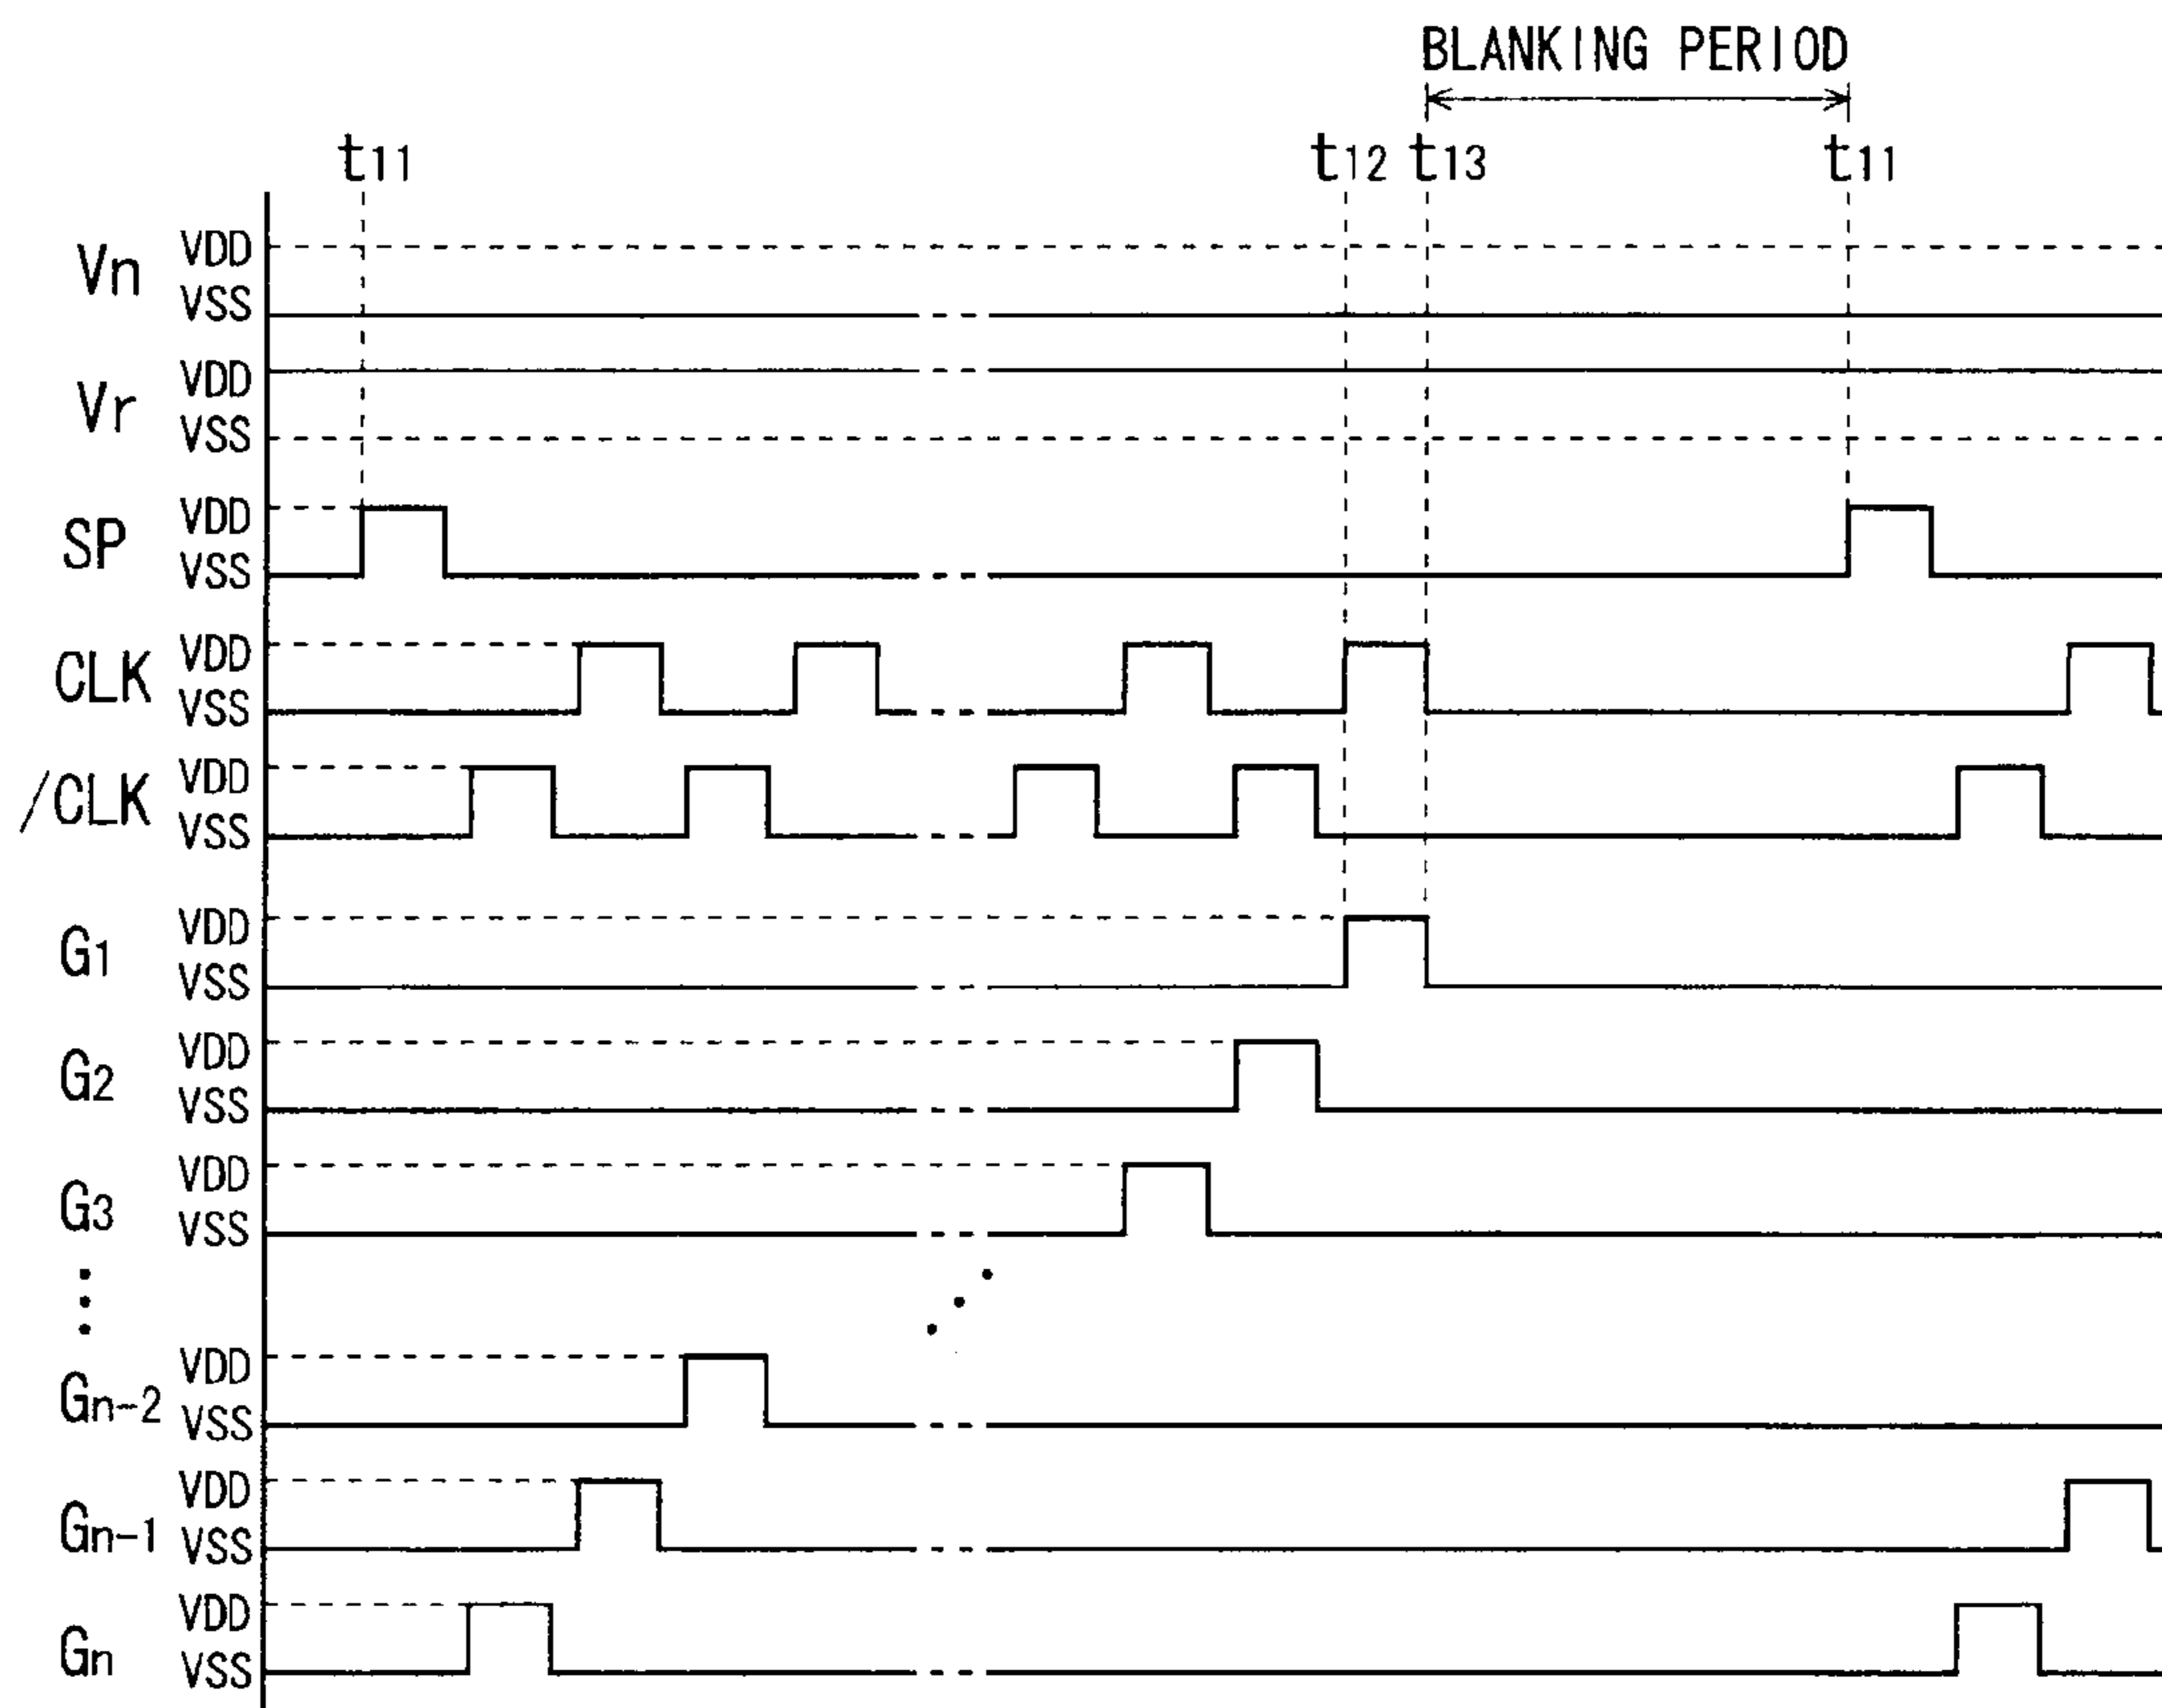 BLANKING PERIOD
t11 t12 t13 t11
Vn VDD
VSS
Vr VDD
VSS
SP VDD
VSS
CLK VDD
VSS
/CLK VDD
VSS
G1 VDD
VSS
G2 VDD
VSS
G3 VDD
VSS
Gn-2 VDD
VSS
Gn-1 VDD
VSS
Gn VDD
VSS